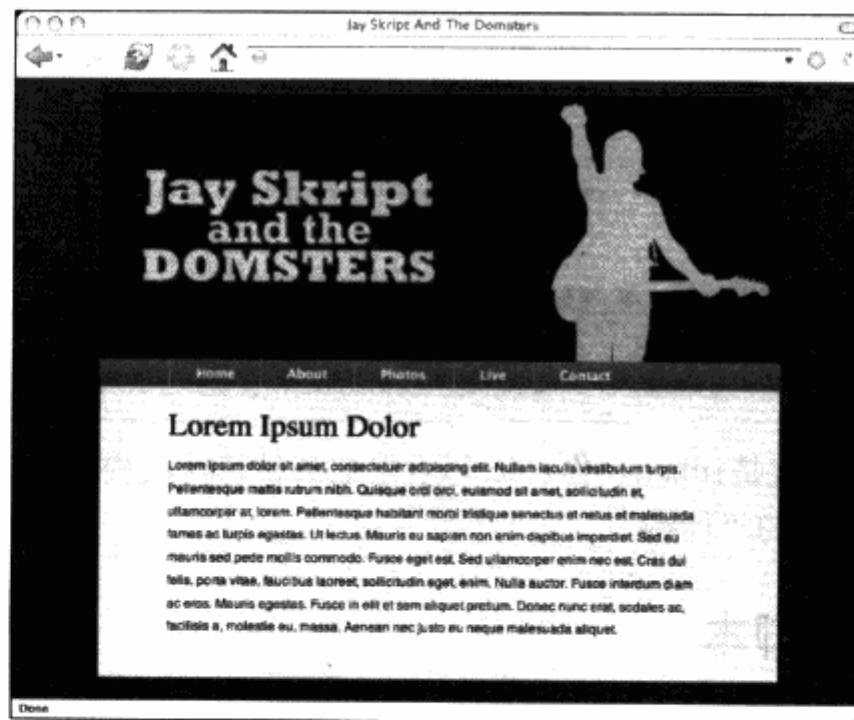 Jay Skript And The Domsters
Jay Skript
and the
DOMSTERS
Home About Photos Live Contact
Lorem Ipsum Dolor
Lorem ipsum dolor sit amet, consectetuer adipiscing elit. Nullam iaculis vestibulum turpis.
Pellentesque mattis rutrum nibh. Quisque orci orci, euismod sit amet, sollicitudin et,
ullamcorper at, lorem. Pellentesque habitant morbi tristique senectus et netus et malesuada
fames ac turpis egestas. Ut lectus. Mauris eu sapien non enim dapibus imperdiet. Sed eu
mauris sed pede mollis commodo. Fusce eget est. Sed ullamcorper enim nec est. Cras dui
felis, porta vitae, faucibus laoreet, sollicitudin eget, enim. Nulla auctor. Fusce interdum diam
ac eros. Mauris egestas. Fusce in elit et sem aliquet pretium. Donec nunc erat, sodales ac,
facilisis a, molestie eu, massa. Aenean nec justo eu neque malesuada aliquet.
Done